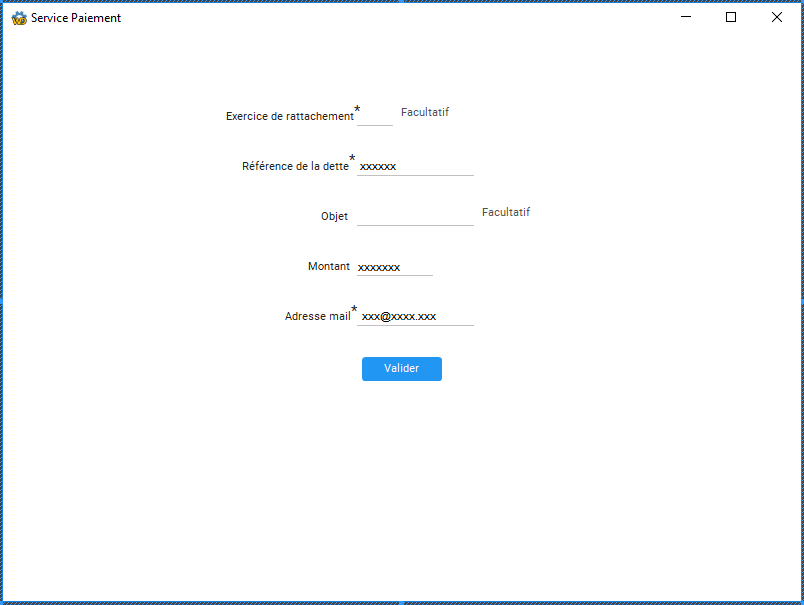 Service Paiement
Exercice de rattachement* Facultatif
Référence de la dette* xxxxxx
Objet Facultatif
Montant xxxxxxx
Adresse mail* xxx@xxxx.xxx
Valider